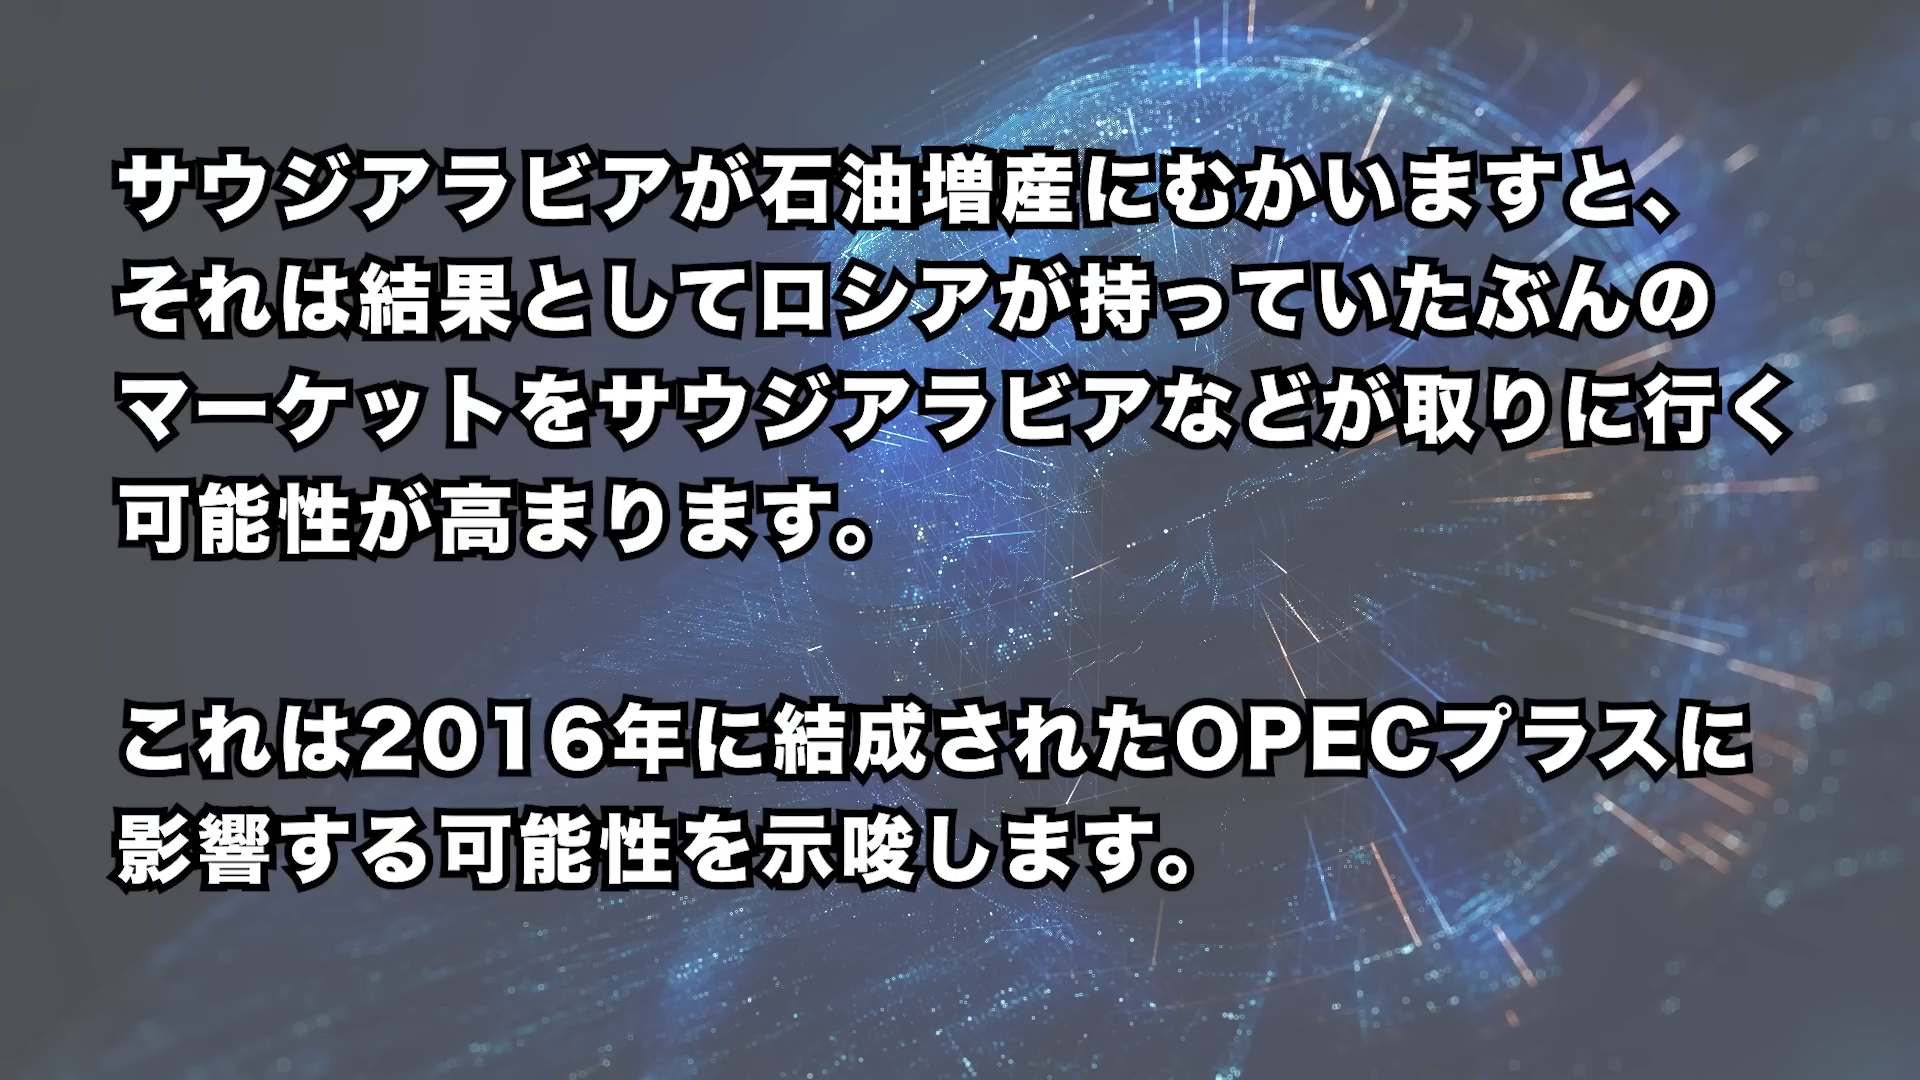 サウジアラビアが石油増産にむかいますと、
それは結果としてロシアが持っていたぶんの
マーケットをサウジアラビアなどが取りに行く
可能性が高まります。
これは2016年に結成されたOPECプラスに
影響する可能性を示唆します。